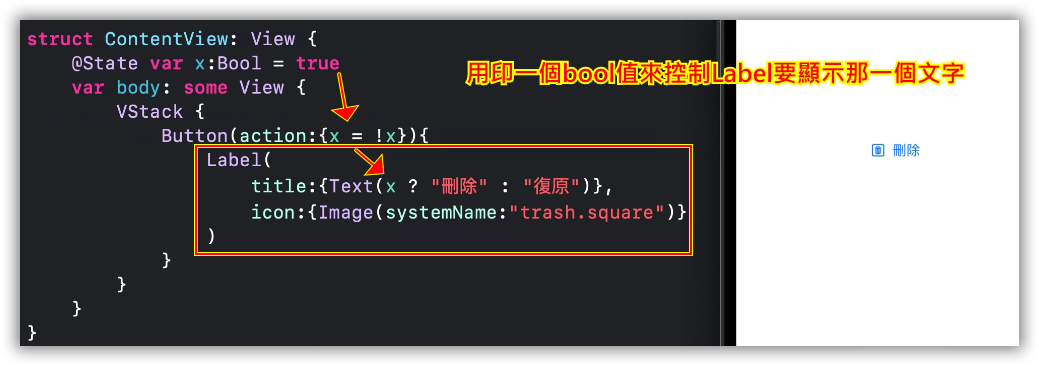 struct ContentView: View {
@State var x:Bool = true
用印一個bool值來控制Label要顯示那一個文字
var body: some View {
VStack {
Button(action:{x = !x}){
Label(
title:{Text(x ? "刪除" : "復原")},
icon:{Image(systemName:"trash.square")}
)
}
}
}
}
刪除